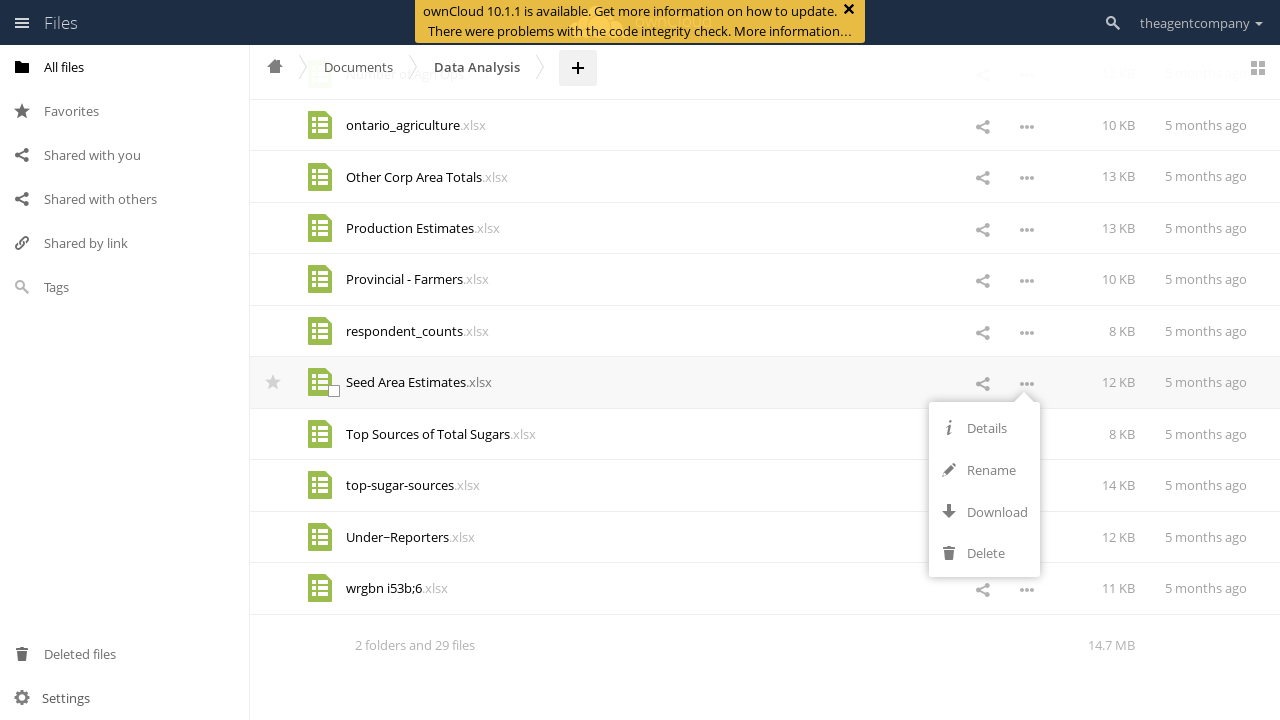 Files
ownCloud 10.1.1 is available. Get more information on how to update.
There were problems with the code integrity check. More information…
theagentcompany
All files
Favorites
Shared with you
Shared with others
Shared by link
Tags
Deleted files
Settings
Documents
Data Analysis
ontario_agriculture.xlsx 10 KB 5 months ago
Other Corp Area Totals.xlsx 13 KB 5 months ago
Production Estimates.xlsx 13 KB 5 months ago
Provincial - Farmers.xlsx 10 KB 5 months ago
respondent_counts.xlsx 8 KB 5 months ago
Seed Area Estimates.xlsx 12 KB 5 months ago
Top Sources of Total Sugars.xlsx 8 KB 5 months ago
top-sugar-sources.xlsx 14 KB 5 months ago
Under~Reporters.xlsx 12 KB 5 months ago
wrgbn i53b;6.xlsx 11 KB 5 months ago
Details
Rename
Download
Delete
2 folders and 29 files 14.7 MB